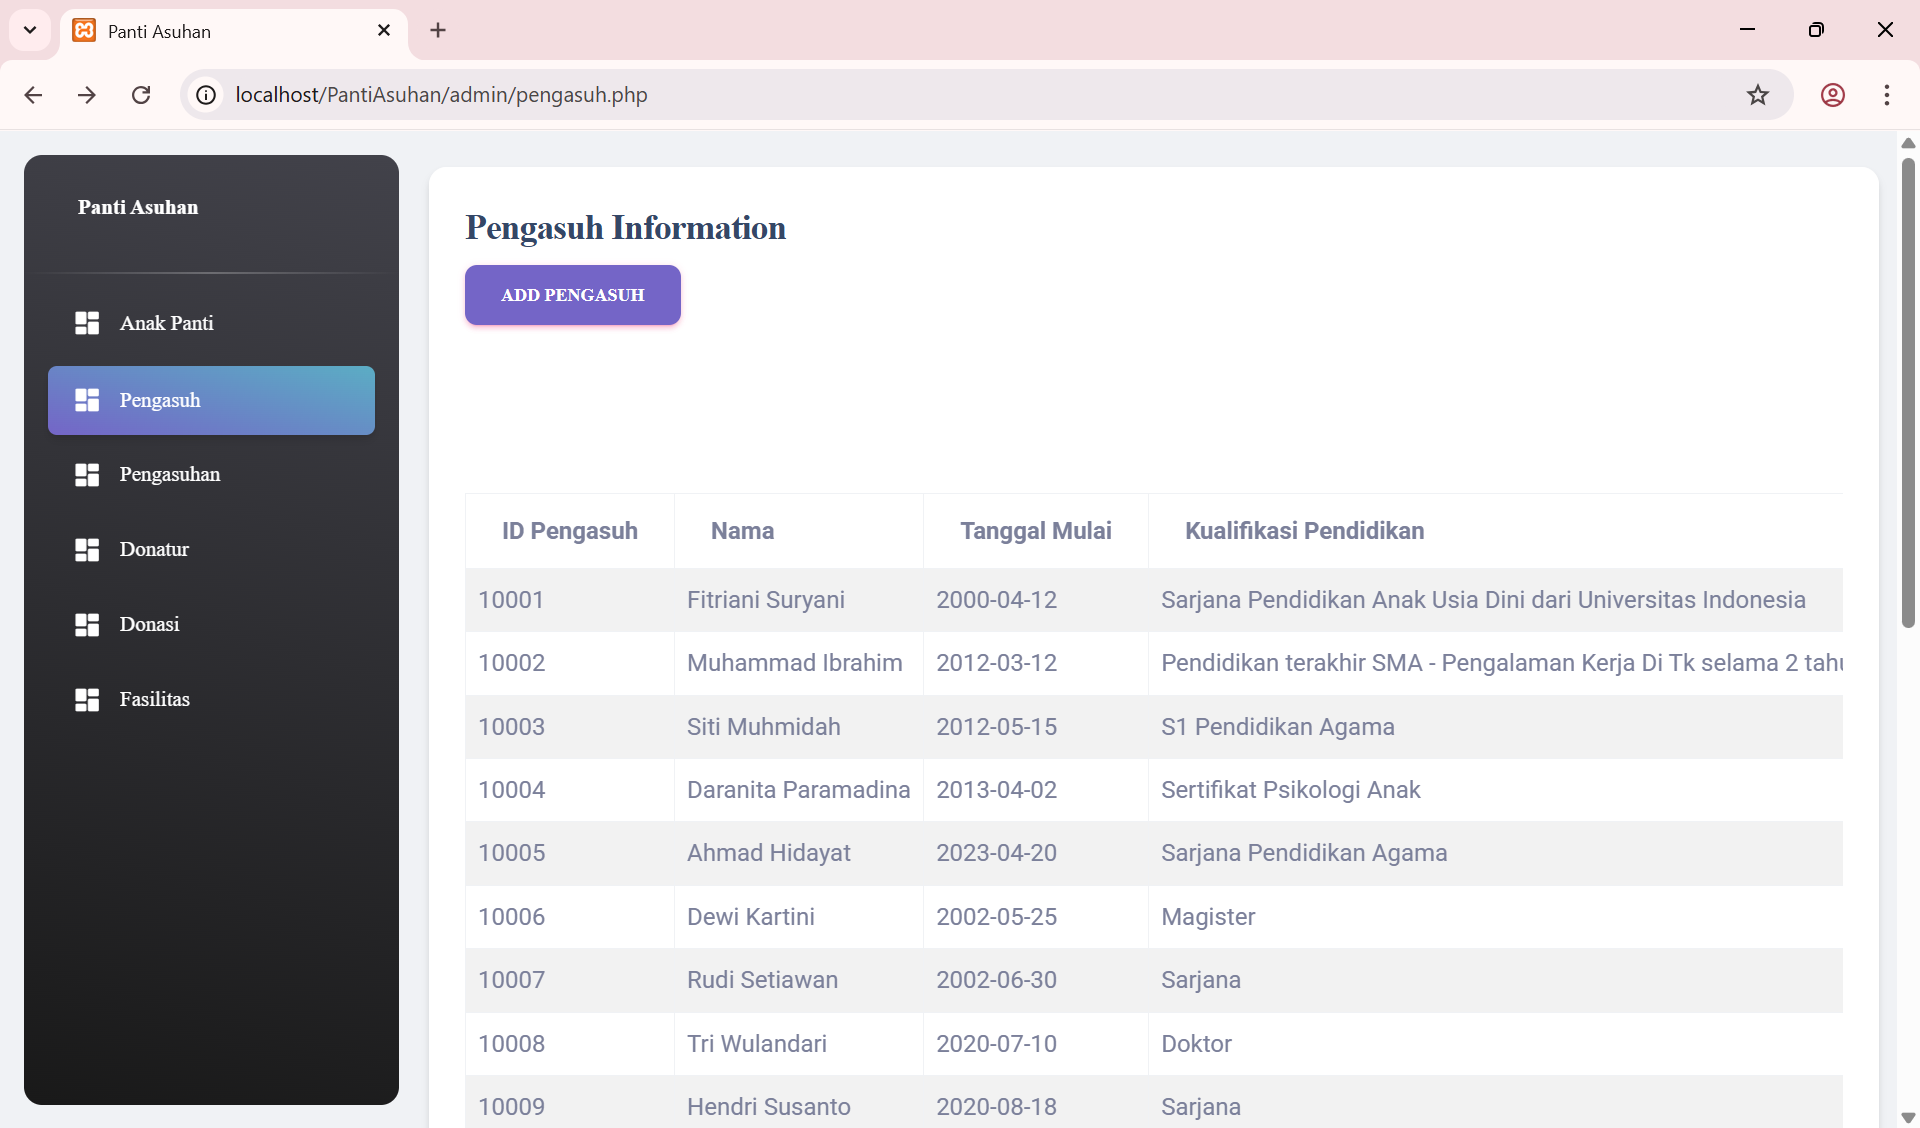 Panti Asuhan
localhost/PantiAsuhan/admin/pengasuh.php
Panti Asuhan
Anak Panti
Pengasuh
Pengasuhan
Donatur
Donasi
Fasilitas
Pengasuh Information
ADD PENGASUH
ID Pengasuh Nama Tanggal Mulai Kualifikasi Pendidikan
10001 Fitriani Suryani 2000-04-12 Sarjana Pendidikan Anak Usia Dini dari Universitas Indonesia
10002 Muhammad Ibrahim 2012-03-12 Pendidikan terakhir SMA - Pengalaman Kerja Di Tk selama 2
10003 Siti Muhmidah 2012-05-15 S1 Pendidikan Agama
10004 Daranita Paramadina 2013-04-02 Sertifikat Psikologi Anak
10005 Ahmad Hidayat 2023-04-20 Sarjana Pendidikan Agama
10006 Dewi Kartini 2002-05-25 Magister
10007 Rudi Setiawan 2002-06-30 Sarjana
10008 Tri Wulandari 2020-07-10 Doktor
10009 Hendri Susanto 2020-08-18 Sarjana